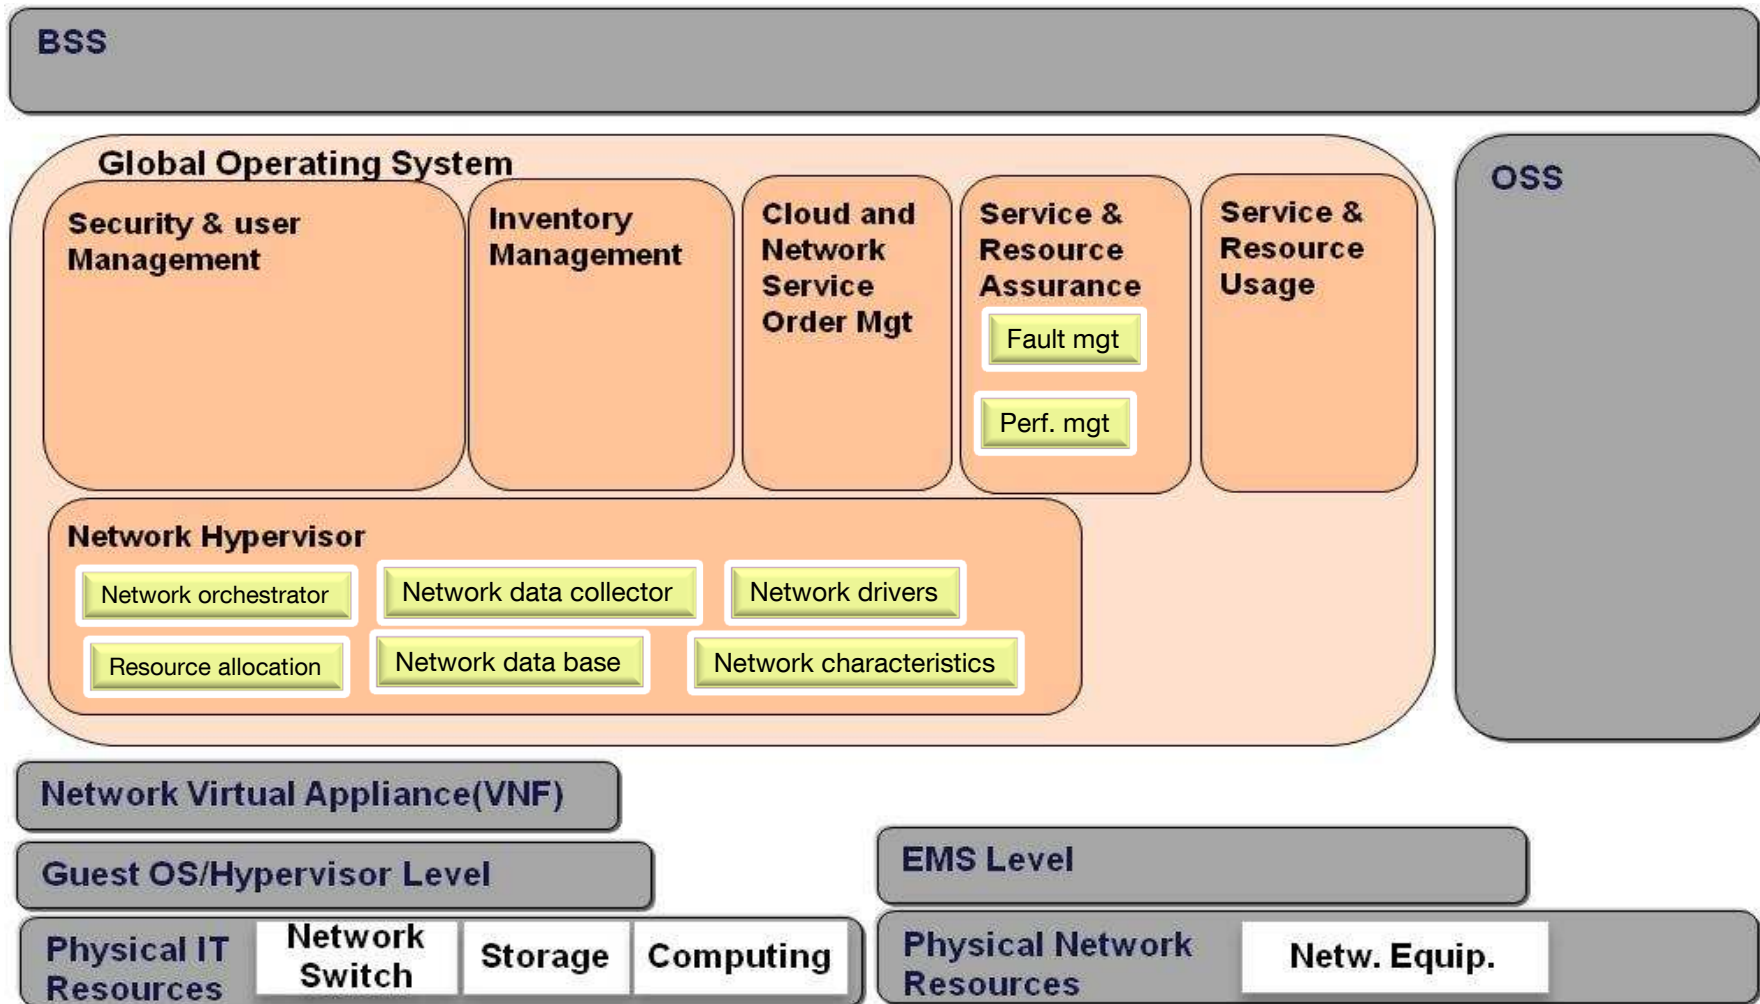 BSS
Global Operating System
Security & user
Management
Inventory
Management
Cloud and
Network
Service
Order Mgt
Service &
Resource
Assurance
Fault mgt
Perf. mgt
Service &
Resource
Usage
OSS
Network Hypervisor
Network orchestrator
Network data collector
Network drivers
Resource allocation
Network data base
Network characteristics
Network Virtual Appliance(VNF)
Guest OS/Hypervisor Level
EMS Level
Physical IT
Resources
Network
Switch
Storage
Computing
Physical Network
Resources
Netw. Equip.